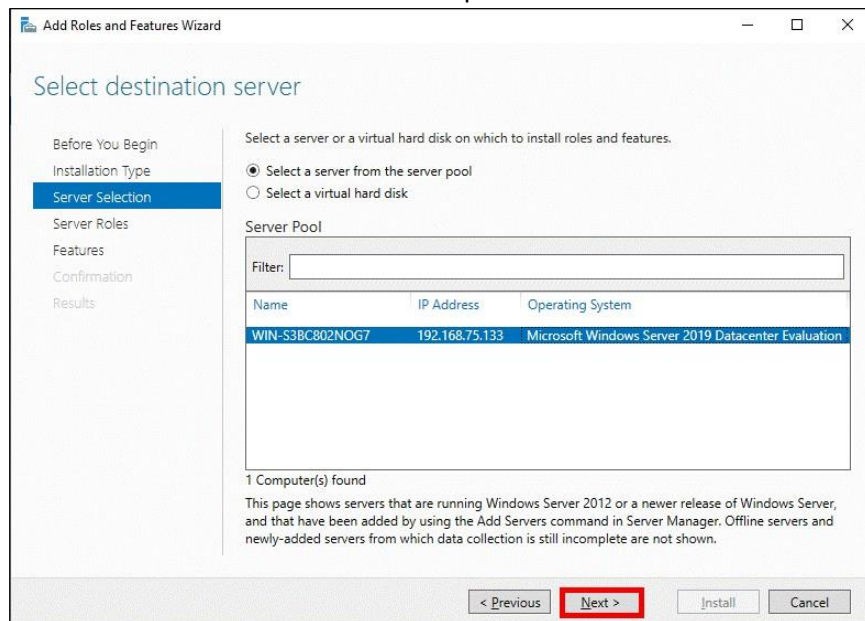 Add Roles and Features Wizard
Select destination server
Before You Begin
Installation Type
Server Selection
Server Roles
Features
Confirmation
Results
Select a server or a virtual hard disk on which to install roles and features.
Select a server from the server pool
Select a virtual hard disk
Server Pool
Filter:
Name IP Address Operating System
WIN-S3BC802NOG7 192.168.75.133 Microsoft Windows Server 2019 Datacenter Evaluation
1 Computer(s) found
This page shows servers that are running Windows Server 2012 or a newer release of Windows Server,
and that have been added by using the Add Servers command in Server Manager. Offline servers and
newly-added servers from which data collection is still incomplete are not shown.
< Previous Next > Install Cancel